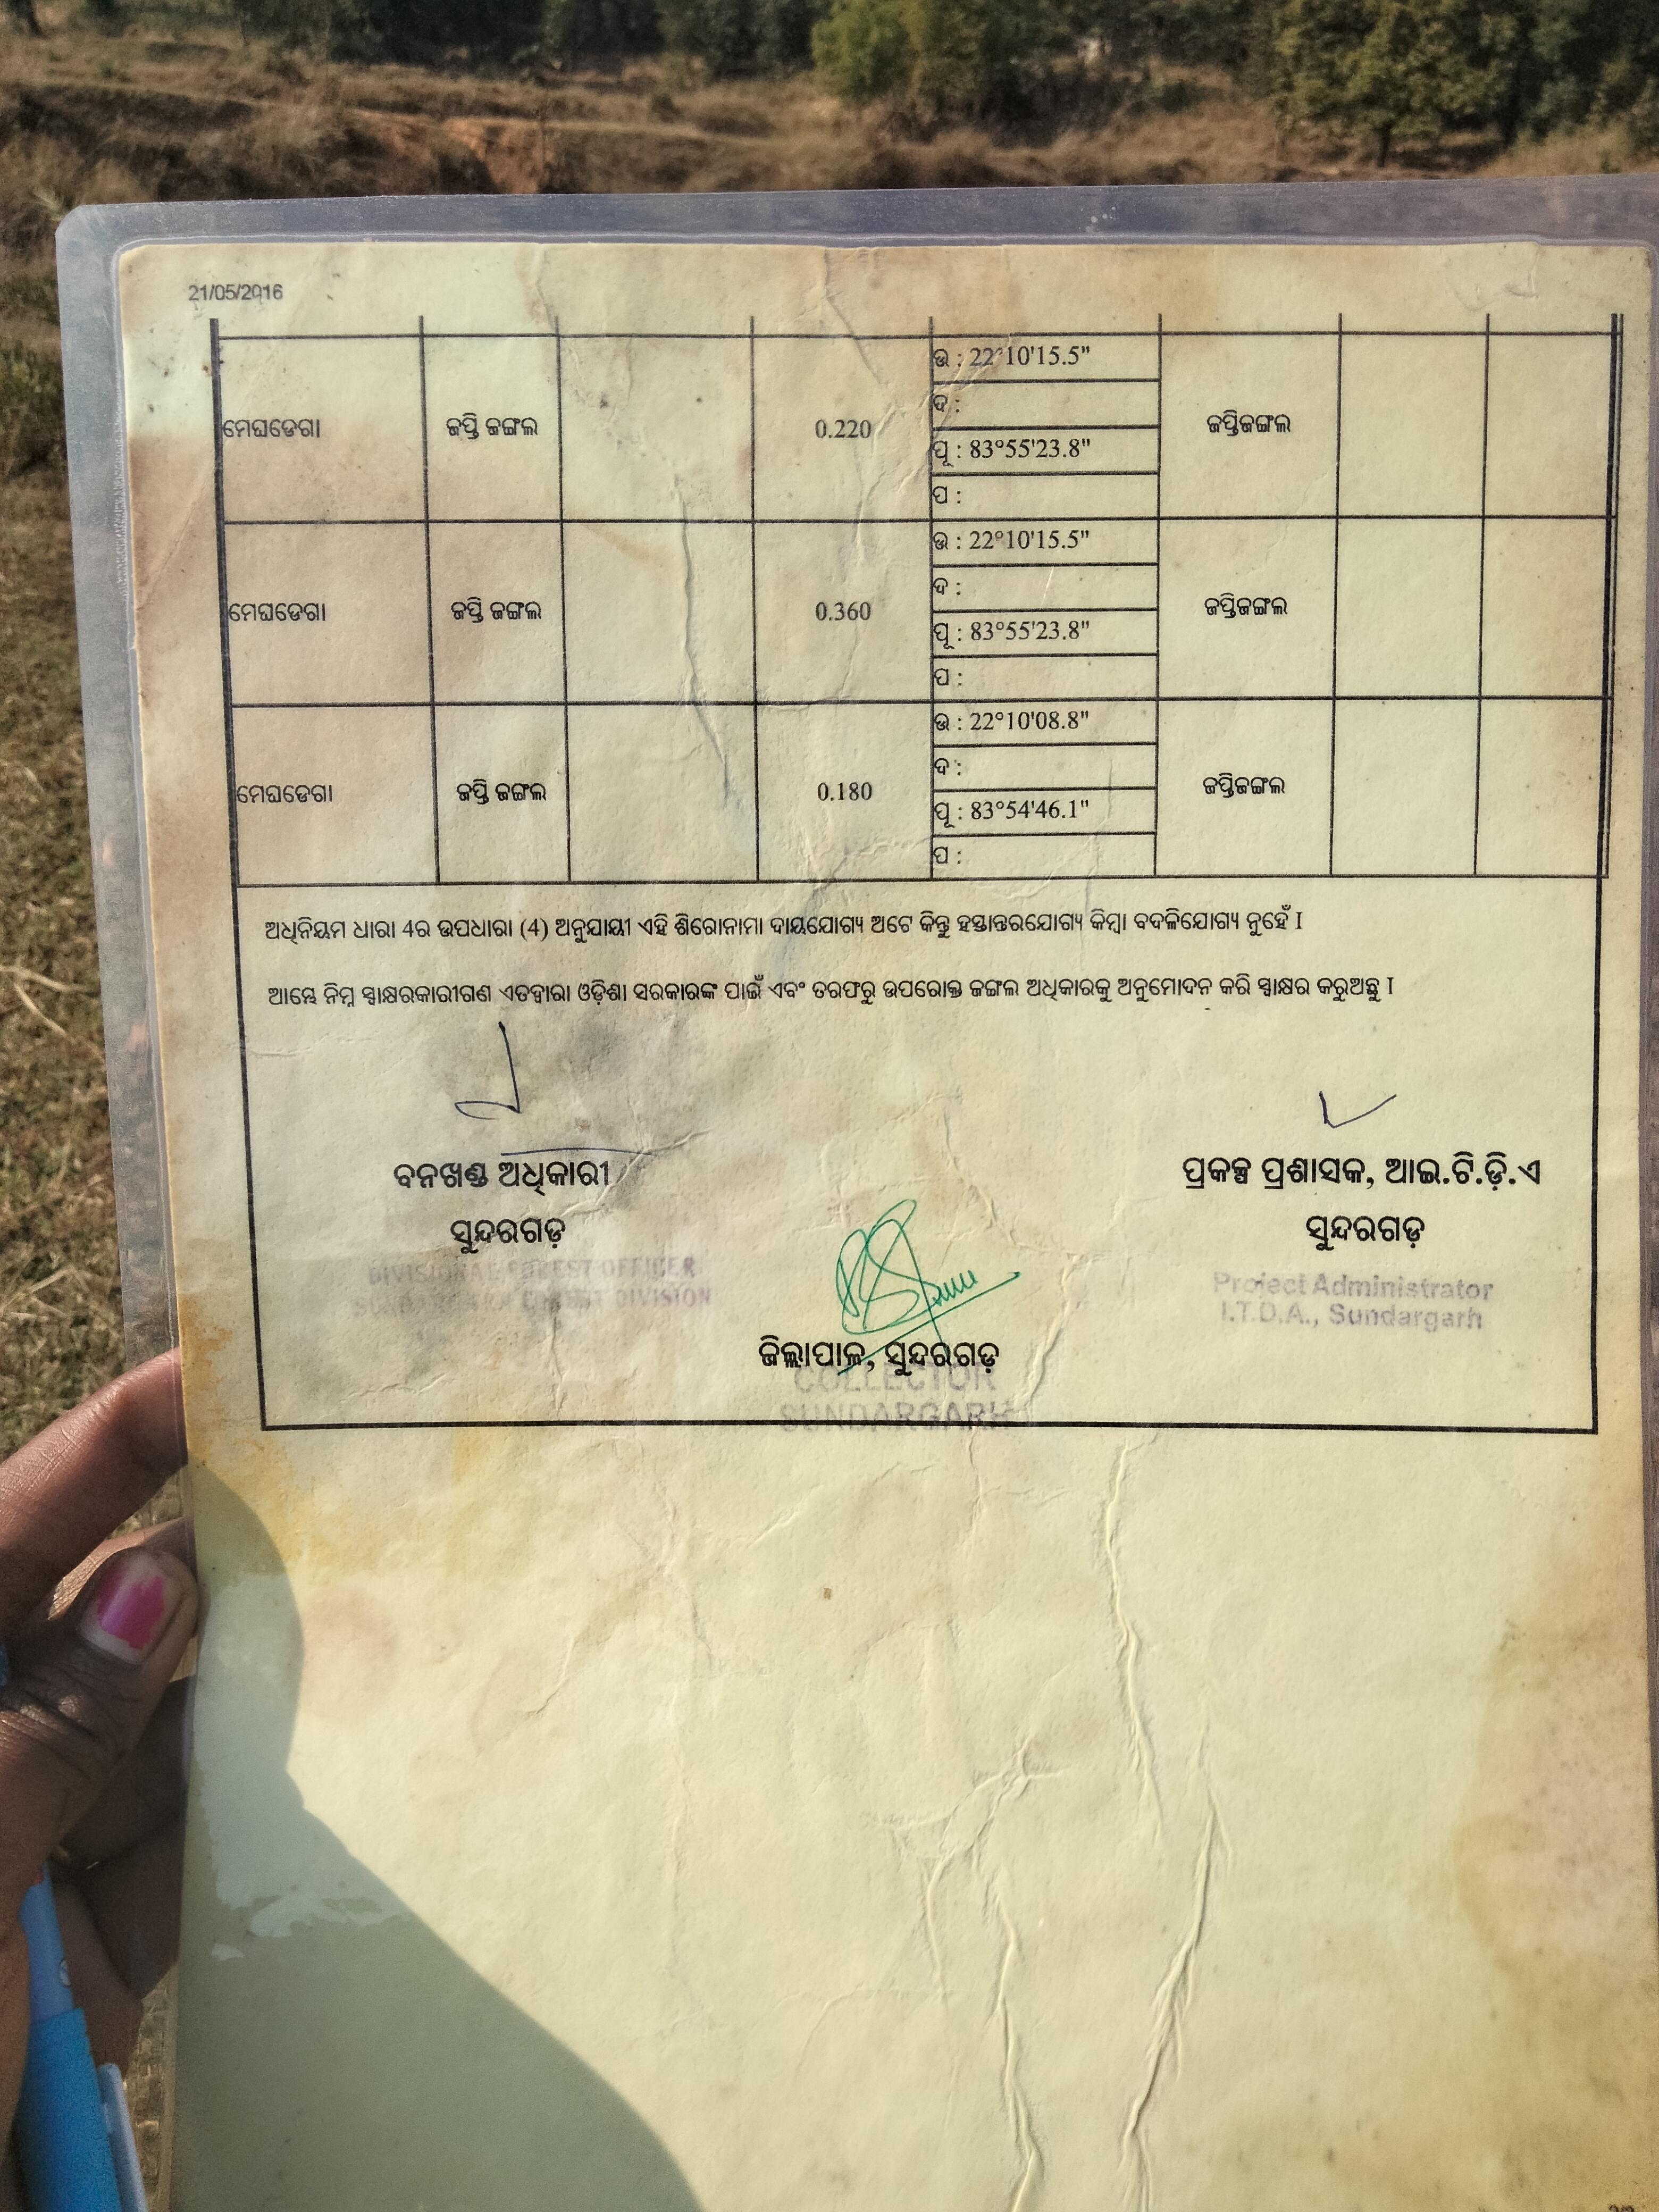 21/05/2016
ମେଘଡେଗା ଜପ୍ତି ଜଙ୍ଗଲ 0.220 ଉ : 22°10'15.5" ଜପ୍ତିଜଙ୍ଗଲ
ଦ :
ପୂ : 83°55'23.8"
ପ :
ମେଘଡେଗା ଜପ୍ତି ଜଙ୍ଗଲ 0.360 ଉ : 22°10'15.5" ଜପ୍ତିଜଙ୍ଗଲ
ଦ :
ପୂ : 83°55'23.8"
ପ :
ମେଘଡେଗା ଜପ୍ତି ଜଙ୍ଗଲ 0.180 ଉ : 22°10'08.8" ଜପ୍ତିଜଙ୍ଗଲ
ଦ :
ପୂ : 83°54'46.1"
ପ :
ଅଧିନିୟମ ଧାରା 4ର ଉପଧାରା (4) ଅନୁଯାୟୀ ଏହି ଶିରୋନାମା ଦାୟଯୋଗ୍ୟ ଅଟେ କିନ୍ତୁ ହସ୍ତାନ୍ତରଯୋଗ୍ୟ କିମ୍ବା ବଦଳିଯୋଗ୍ୟ ନୁହେଁ I
ଆମ୍ଭେ ନିମ୍ନ ସ୍ୱାକ୍ଷରକାରୀଗଣ ଏତଦ୍ୱାରା ଓଡ଼ିଶା ସରକାରଙ୍କ ପାଇଁ ଏବଂ ତରଫରୁ ଉପରୋକ୍ତ ଜଙ୍ଗଲ ଅଧିକାରକୁ ଅନୁମୋଦନ କରି ସ୍ୱାକ୍ଷର କରୁଅଛୁ I
ବନଖଣ୍ଡ ଅଧିକାରୀ
ସୁନ୍ଦରଗଡ଼
DIVISIONAL FOREST OFFICER
SUNDARGARH FOREST DIVISION
ପ୍ରକଳ୍ପ ପ୍ରଶାସକ, ଆଇ.ଟି.ଡ଼ି.ଏ
ସୁନ୍ଦରଗଡ଼
Project Administrator
I.T.D.A., Sundargarh
ଜିଲ୍ଲାପାଳ, ସୁନ୍ଦରଗଡ଼
COLLECTOR
SUNDARGARH